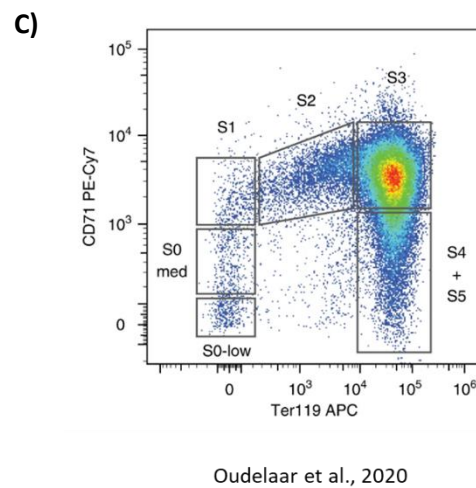 C)
10⁵
10⁴
10³
0
CD71 PE-Cy7
S1
S2
S3
S0
med
S0-low
S4
+
S5
0 10³ 10⁴ 10⁵ 10⁶
Ter119 APC
Oudelaar et al., 2020